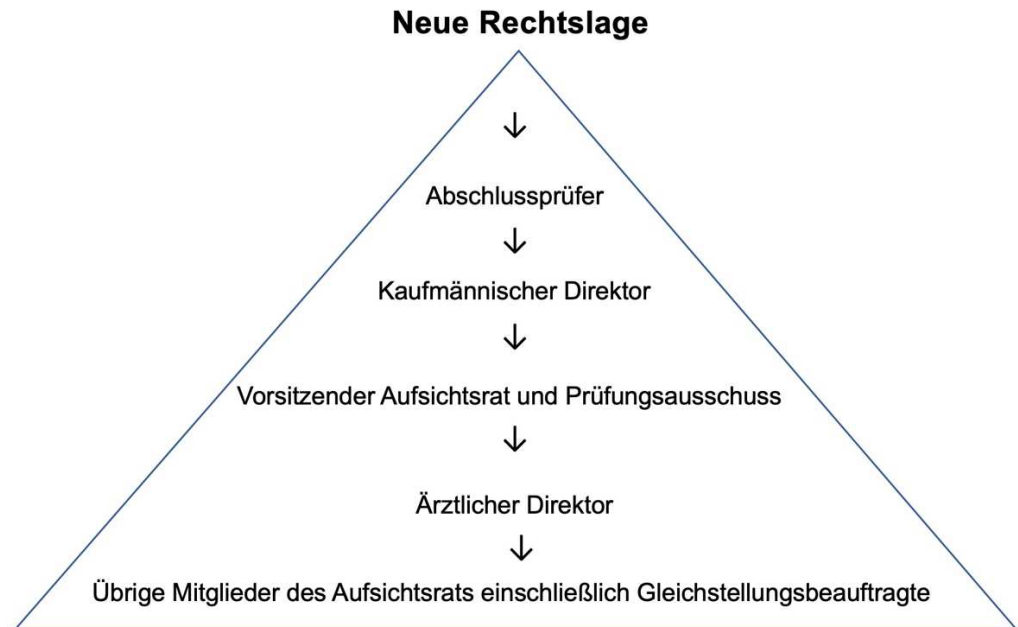 Neue Rechtslage
↓
Abschlussprüfer
↓
Kaufmännischer Direktor
↓
Vorsitzender Aufsichtsrat und Prüfungsausschuss
↓
Ärztlicher Direktor
↓
Übrige Mitglieder des Aufsichtsrats einschließlich Gleichstellungsbeauftragte